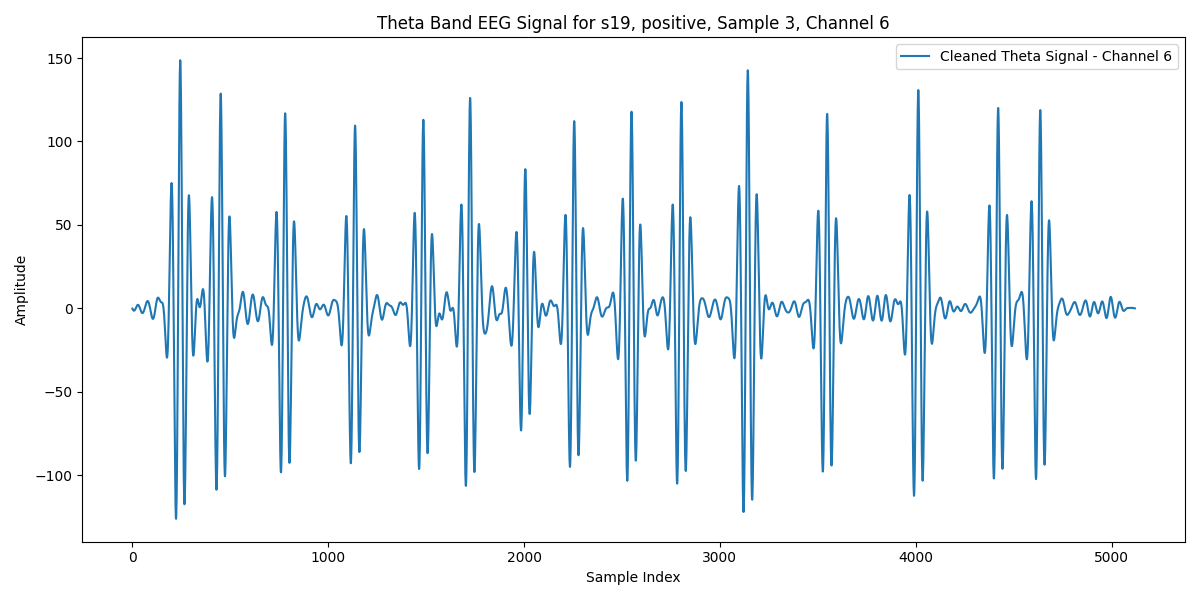 Theta Band EEG Signal for s19, positive, Sample 3, Channel 6
Cleaned Theta Signal - Channel 6
150
100
50
0
−50
−100
Amplitude
0 1000 2000 3000 4000 5000
Sample Index